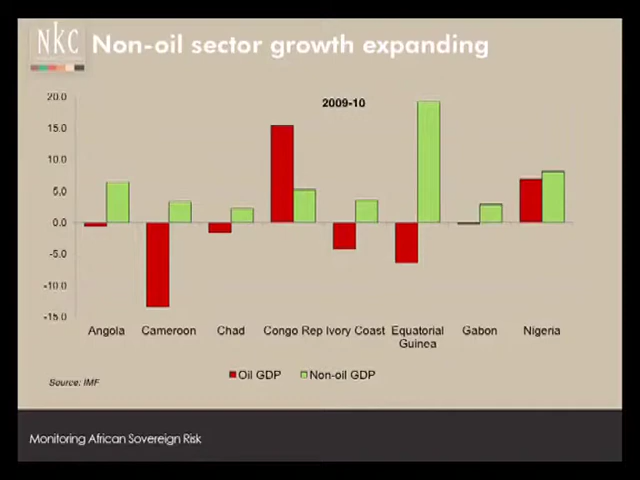 NKC
Non-oil sector growth expanding
2009-10
20.0
15.0
10.0
5.0
0.0
-5.0
-10.0
-15.0
Angola Cameroon Chad Congo Rep Ivory Coast Equatorial Guinea Gabon Nigeria
Oil GDP Non-oil GDP
Source: IMF
Monitoring African Sovereign Risk